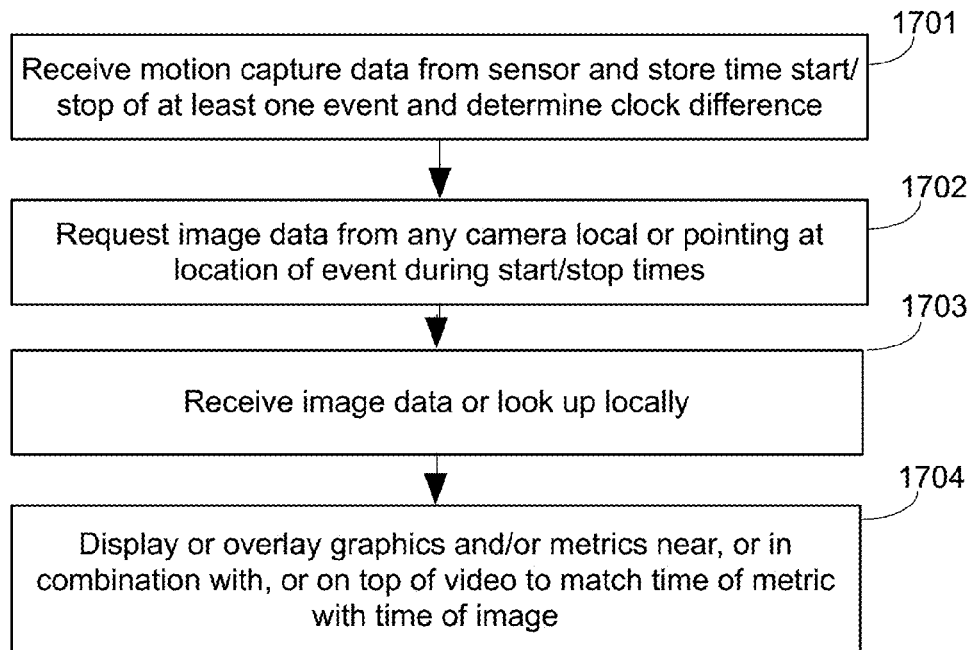 1701
Receive motion capture data from sensor and store time start/
stop of at least one event and determine clock difference
1702
Request image data from any camera local or pointing at
location of event during start/stop times
1703
Receive image data or look up locally
1704
Display or overlay graphics and/or metrics near, or in
combination with, or on top of video to match time of metric
with time of image